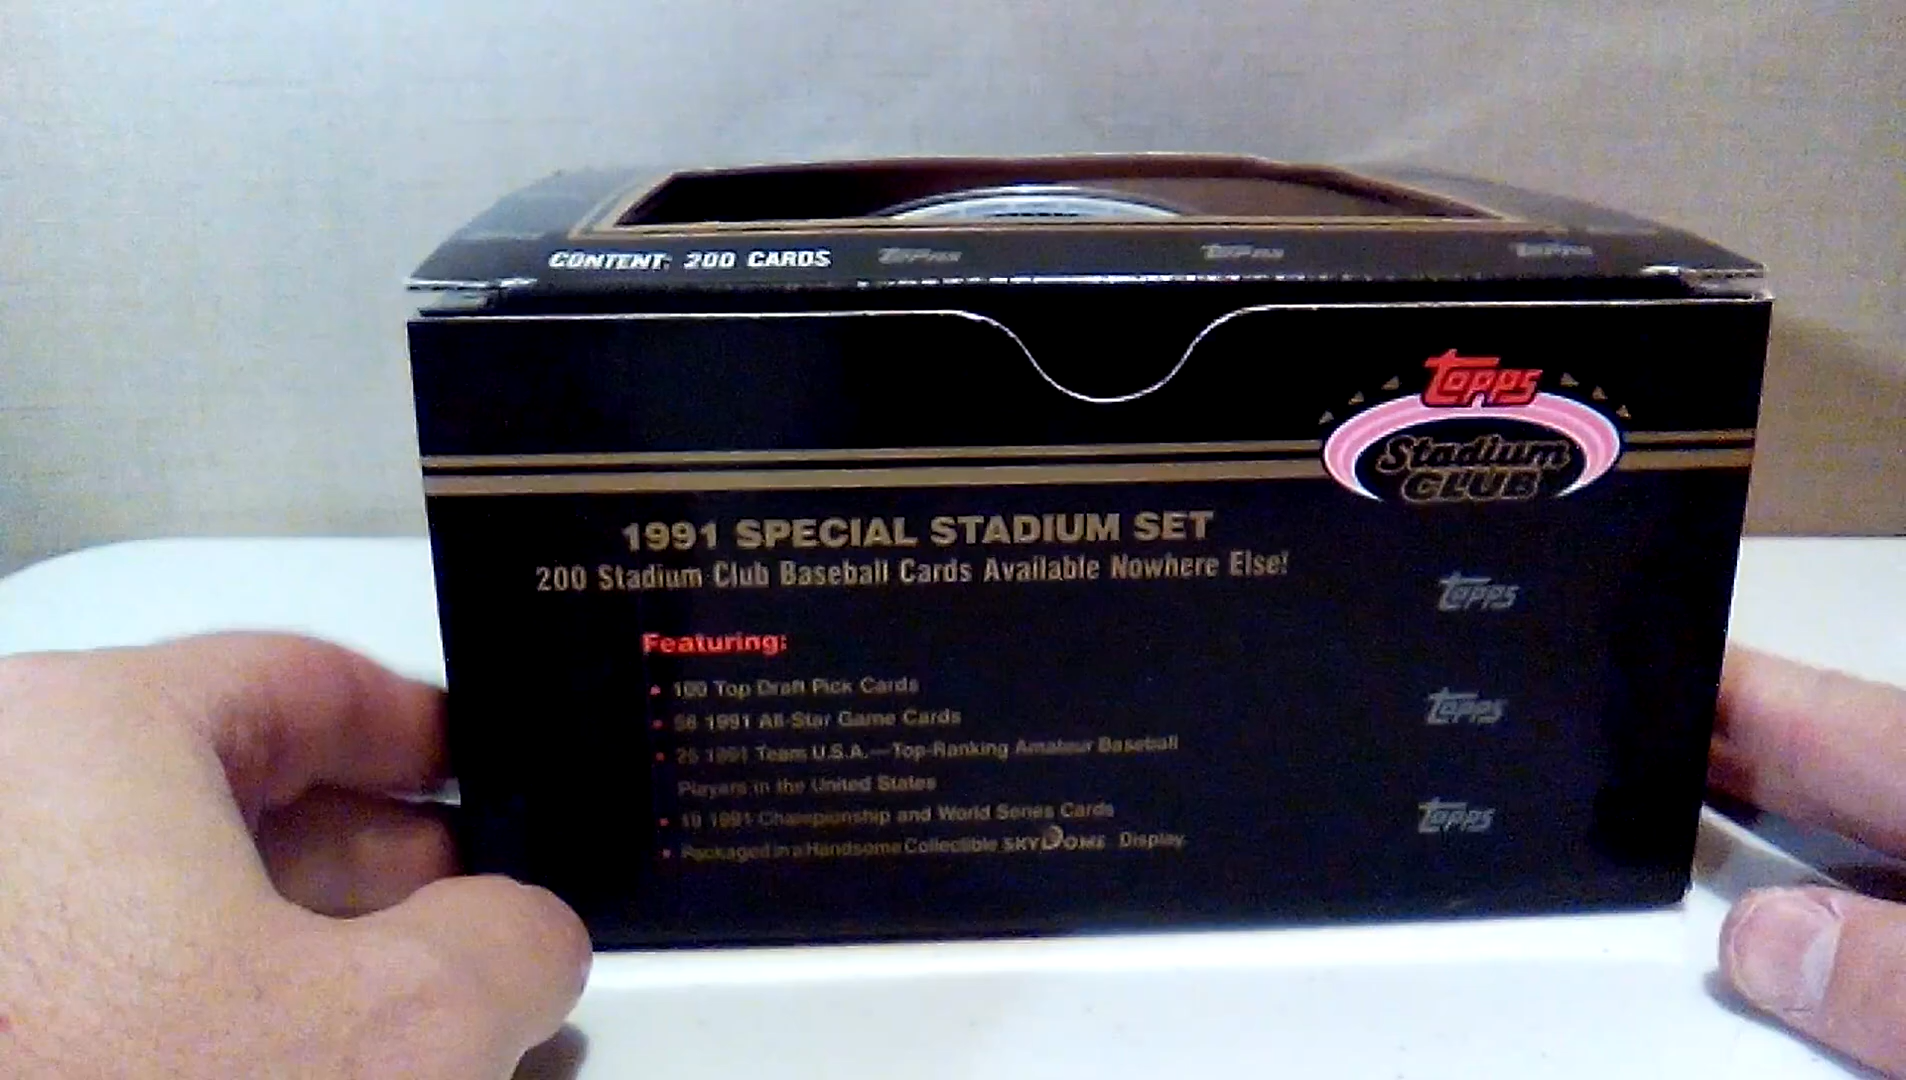 CONTENT: 200 CARDS
Topps Topps Topps
Topps
Stadium
CLUB
1991 SPECIAL STADIUM SET
200 Stadium Club Baseball Cards Available Nowhere Else!
Topps
Featuring:
• 100 Top Draft Pick Cards
• 56 1991 All-Star Game Cards
Topps
• 25 1991 Team U.S.A.—Top-Ranking Amateur Baseball
Players in the United States
• 19 1991 Championship and World Series Cards
Topps
• Packaged in a Handsome Collectible SKYDOME Display